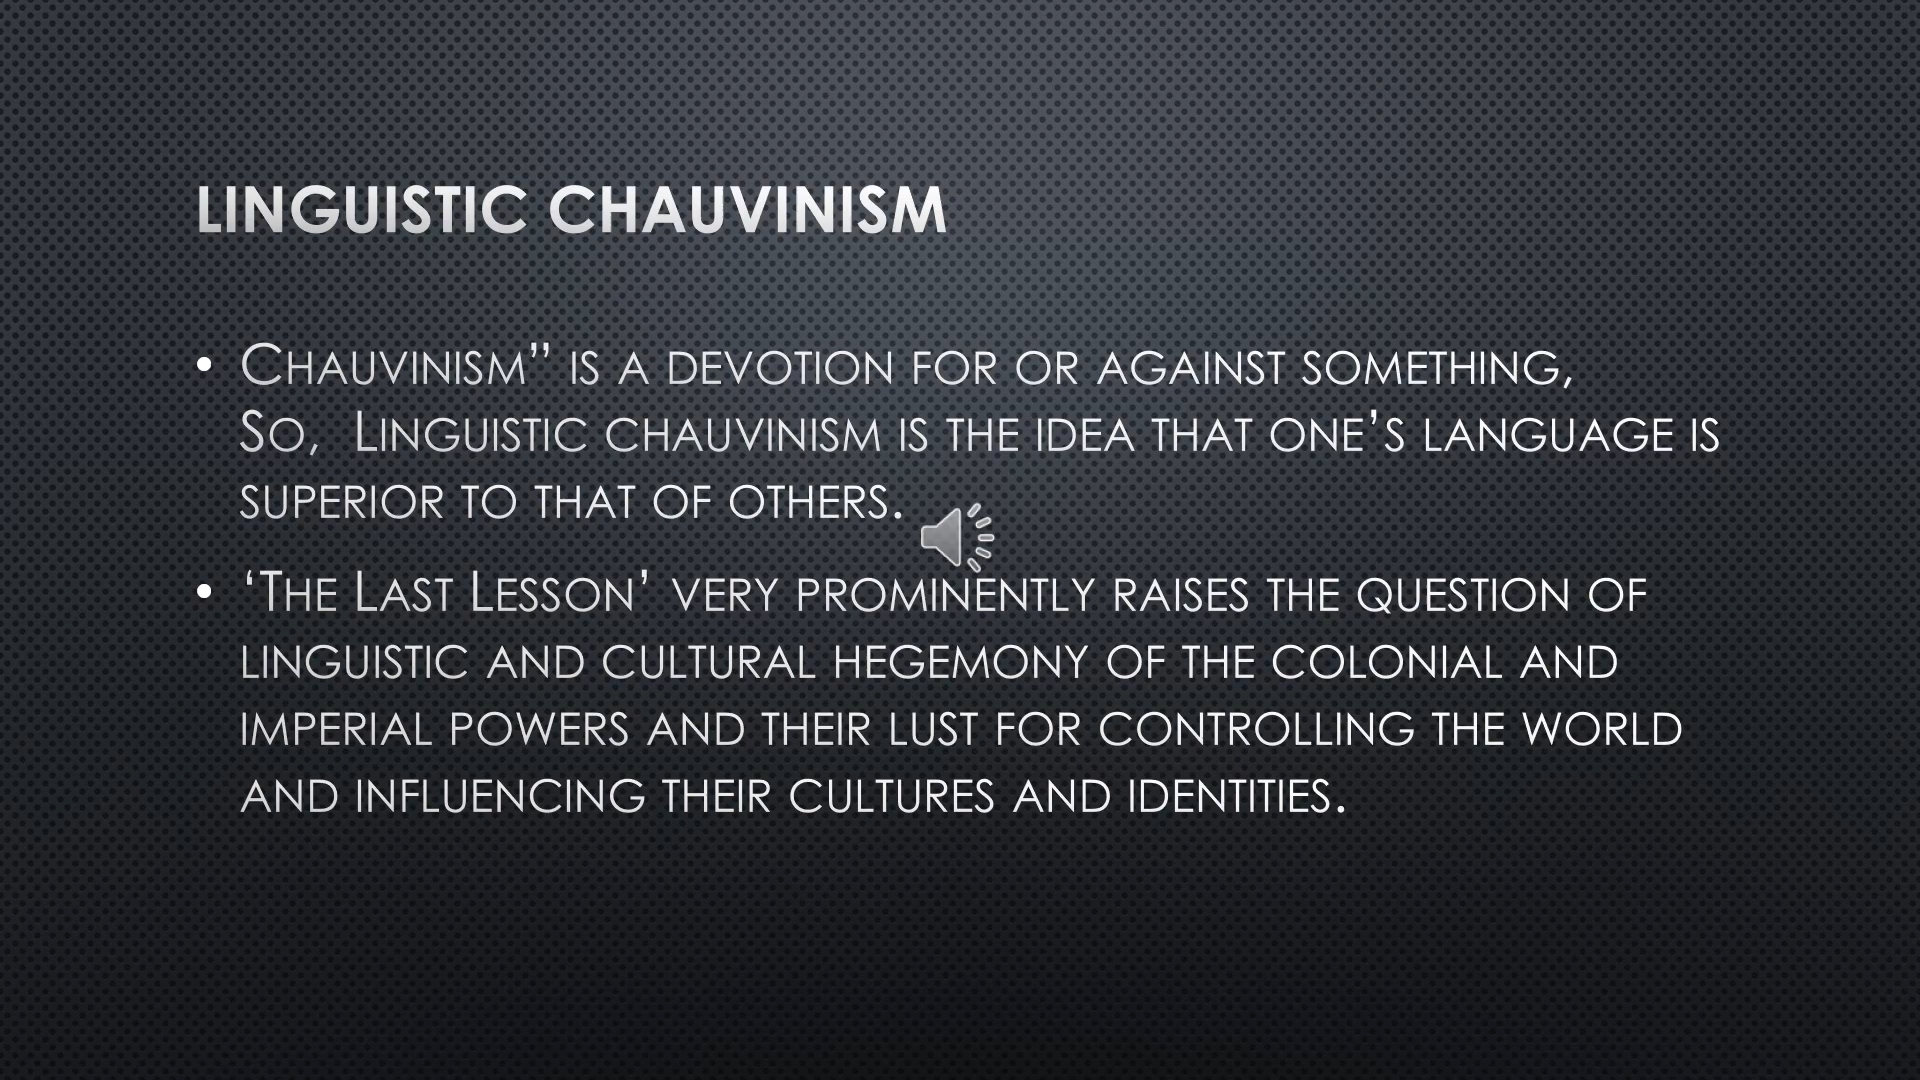 LINGUISTIC CHAUVINISM
• CHAUVINISM” IS A DEVOTION FOR OR AGAINST SOMETHING,
SO,  LINGUISTIC CHAUVINISM IS THE IDEA THAT ONE’S LANGUAGE IS
SUPERIOR TO THAT OF OTHERS.
• ‘THE LAST LESSON’ VERY PROMINENTLY RAISES THE QUESTION OF
LINGUISTIC AND CULTURAL HEGEMONY OF THE COLONIAL AND
IMPERIAL POWERS AND THEIR LUST FOR CONTROLLING THE WORLD
AND INFLUENCING THEIR CULTURES AND IDENTITIES.